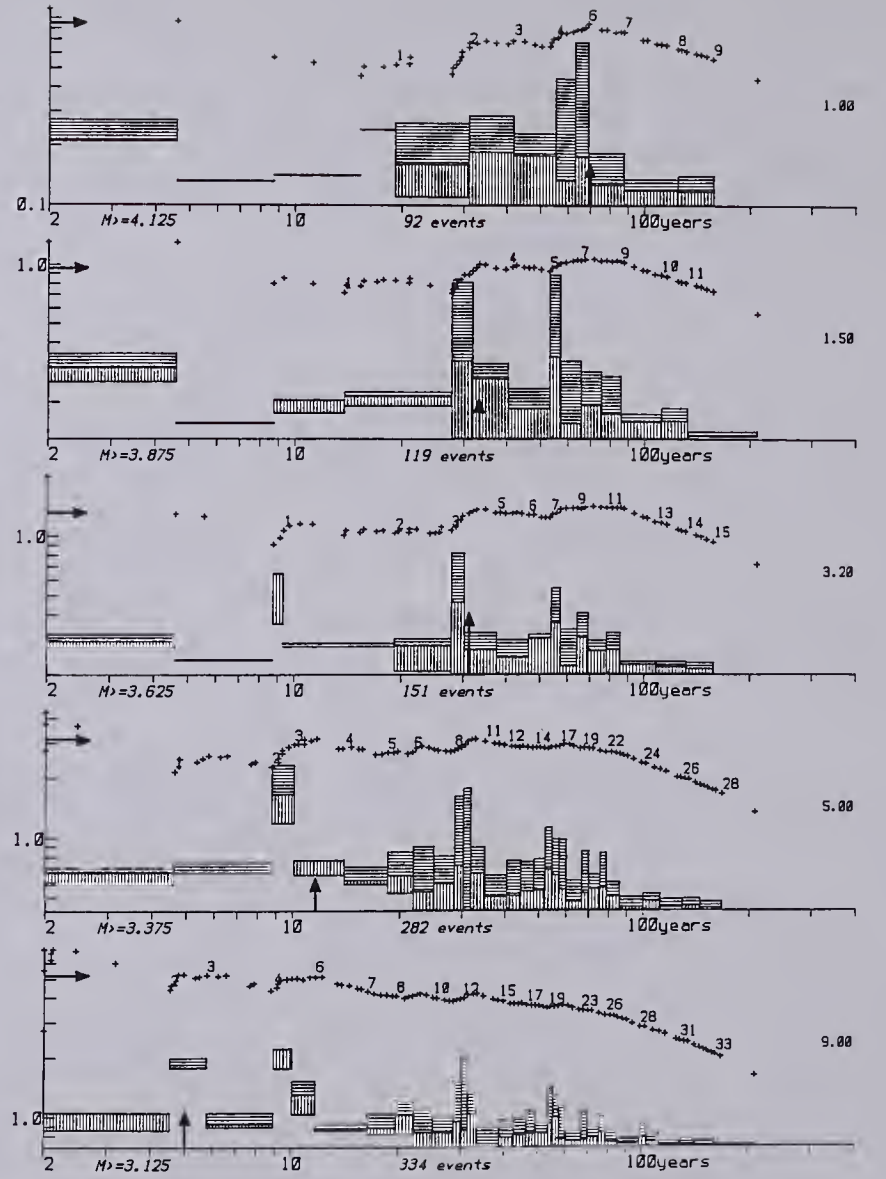 6
1 2 3 4 7 8 9
1.00
0.1
2 10 100years
M>=4.125 92 events
1.0
1 4 5 7 9 10 11
1.50
2 10 100years
M>=3.875 119 events
1.0
1 2 3 5 6 7 9 11 13 14 15
3.20
2 10 100years
M>=3.625 151 events
1.0
2 3 4 5 6 8 11 12 14 17 19 22 24 26 28
5.00
2 10 100years
M>=3.375 282 events
1.0
3 4 6 7 8 10 12 15 17 19 23 26 28 31 33
9.00
2 10 100years
M>=3.125 334 events